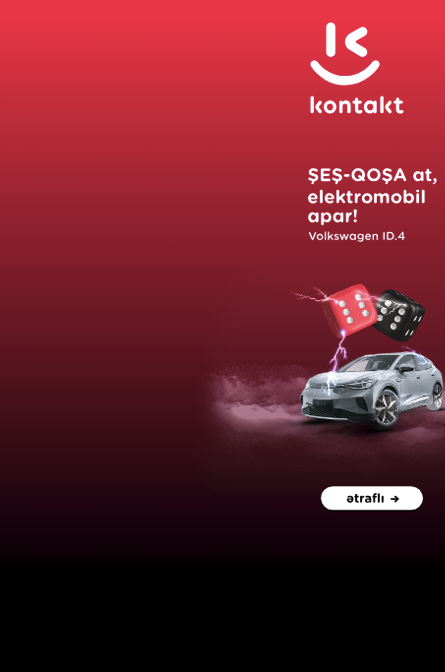 kontakt
ŞEŞ-QOŞA at,
elektromobil
apar!
Volkswagen ID.4
ətraflı →